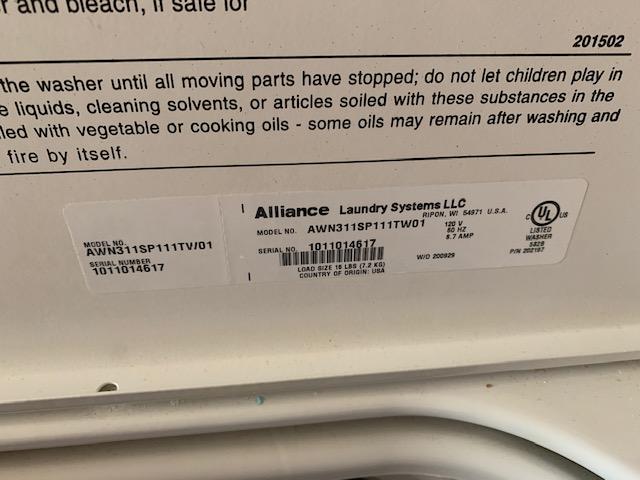 and bleach, if safe for
201502
the washer until all moving parts have stopped; do not let children play in
liquids, cleaning solvents, or articles soiled with these substances in the
with vegetable or cooking oils - some oils may remain after washing and
fire by itself.
MODEL NO.
AWN311SP111TV/01
SERIAL NUMBER
1011014617
Alliance Laundry Systems LLC
RIPON, WI 54971 U.S.A.
MODEL NO. AWN311SP111TW01
120 V
60 HZ
8.7 AMP
SERIAL NO. 1011014617
W/O 200929
LOAD SIZE 16 LBS (7.2 KG)
COUNTRY OF ORIGIN: USA
C UL US
LISTED
WASHER
582B
P/N 202197